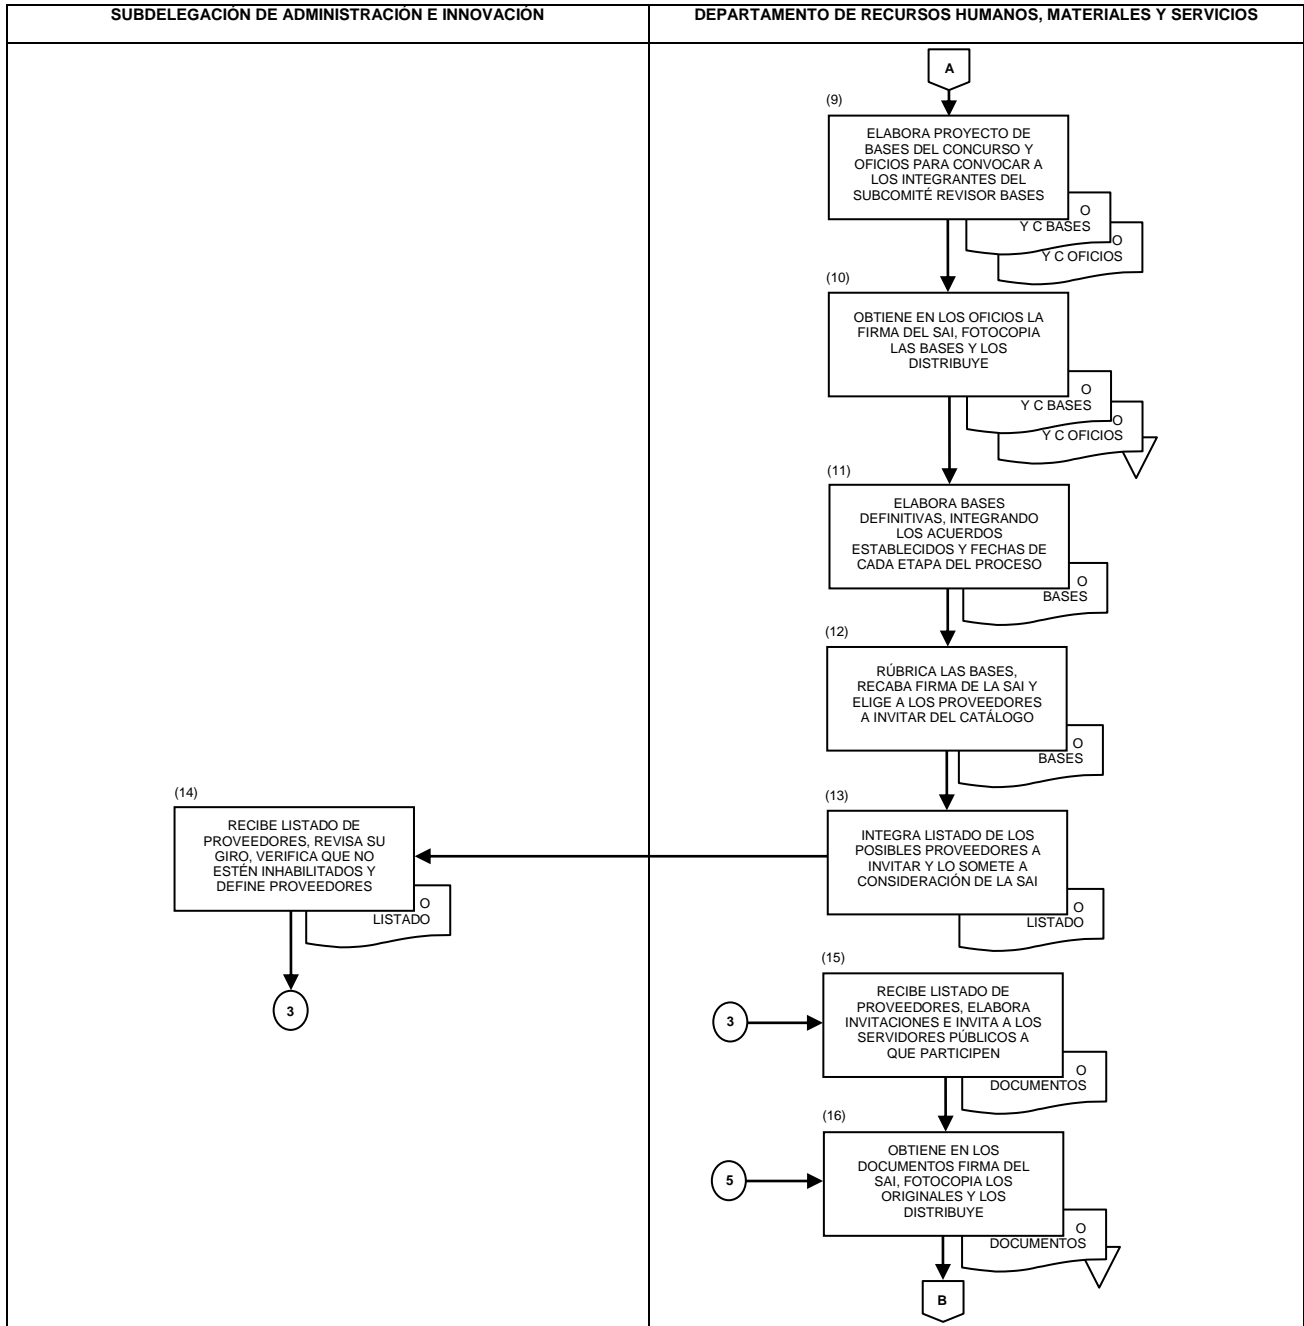 SUBDELEGACIÓN DE ADMINISTRACIÓN E INNOVACIÓN
DEPARTAMENTO DE RECURSOS HUMANOS, MATERIALES Y SERVICIOS
A
(9)
ELABORA PROYECTO DE
BASES DEL CONCURSO Y
OFICIOS PARA CONVOCAR A
LOS INTEGRANTES DEL
SUBCOMITÉ REVISOR BASES
O
Y C BASES
O
Y C OFICIOS
(10)
OBTIENE EN LOS OFICIOS LA
FIRMA DEL SAI, FOTOCOPIA
LAS BASES Y LOS
DISTRIBUYE
O
Y C BASES
O
Y C OFICIOS
(11)
ELABORA BASES
DEFINITIVAS, INTEGRANDO
LOS ACUERDOS
ESTABLECIDOS Y FECHAS DE
CADA ETAPA DEL PROCESO
O
BASES
(12)
RÚBRICA LAS BASES,
RECABA FIRMA DE LA SAI Y
ELIGE A LOS PROVEEDORES
A INVITAR DEL CATÁLOGO
O
BASES
(13)
INTEGRA LISTADO DE LOS
POSIBLES PROVEEDORES A
INVITAR Y LO SOMETE A
CONSIDERACIÓN DE LA SAI
O
LISTADO
(14)
RECIBE LISTADO DE
PROVEEDORES, REVISA SU
GIRO, VERIFICA QUE NO
ESTÉN INHABILITADOS Y
DEFINE PROVEEDORES
O
LISTADO
3
(15)
3
RECIBE LISTADO DE
PROVEEDORES, ELABORA
INVITACIONES E INVITA A LOS
SERVIDORES PÚBLICOS A
QUE PARTICIPEN
O
DOCUMENTOS
(16)
5
OBTIENE EN LOS
DOCUMENTOS FIRMA DEL
SAI, FOTOCOPIA LOS
ORIGINALES Y LOS
DISTRIBUYE
O
DOCUMENTOS
B